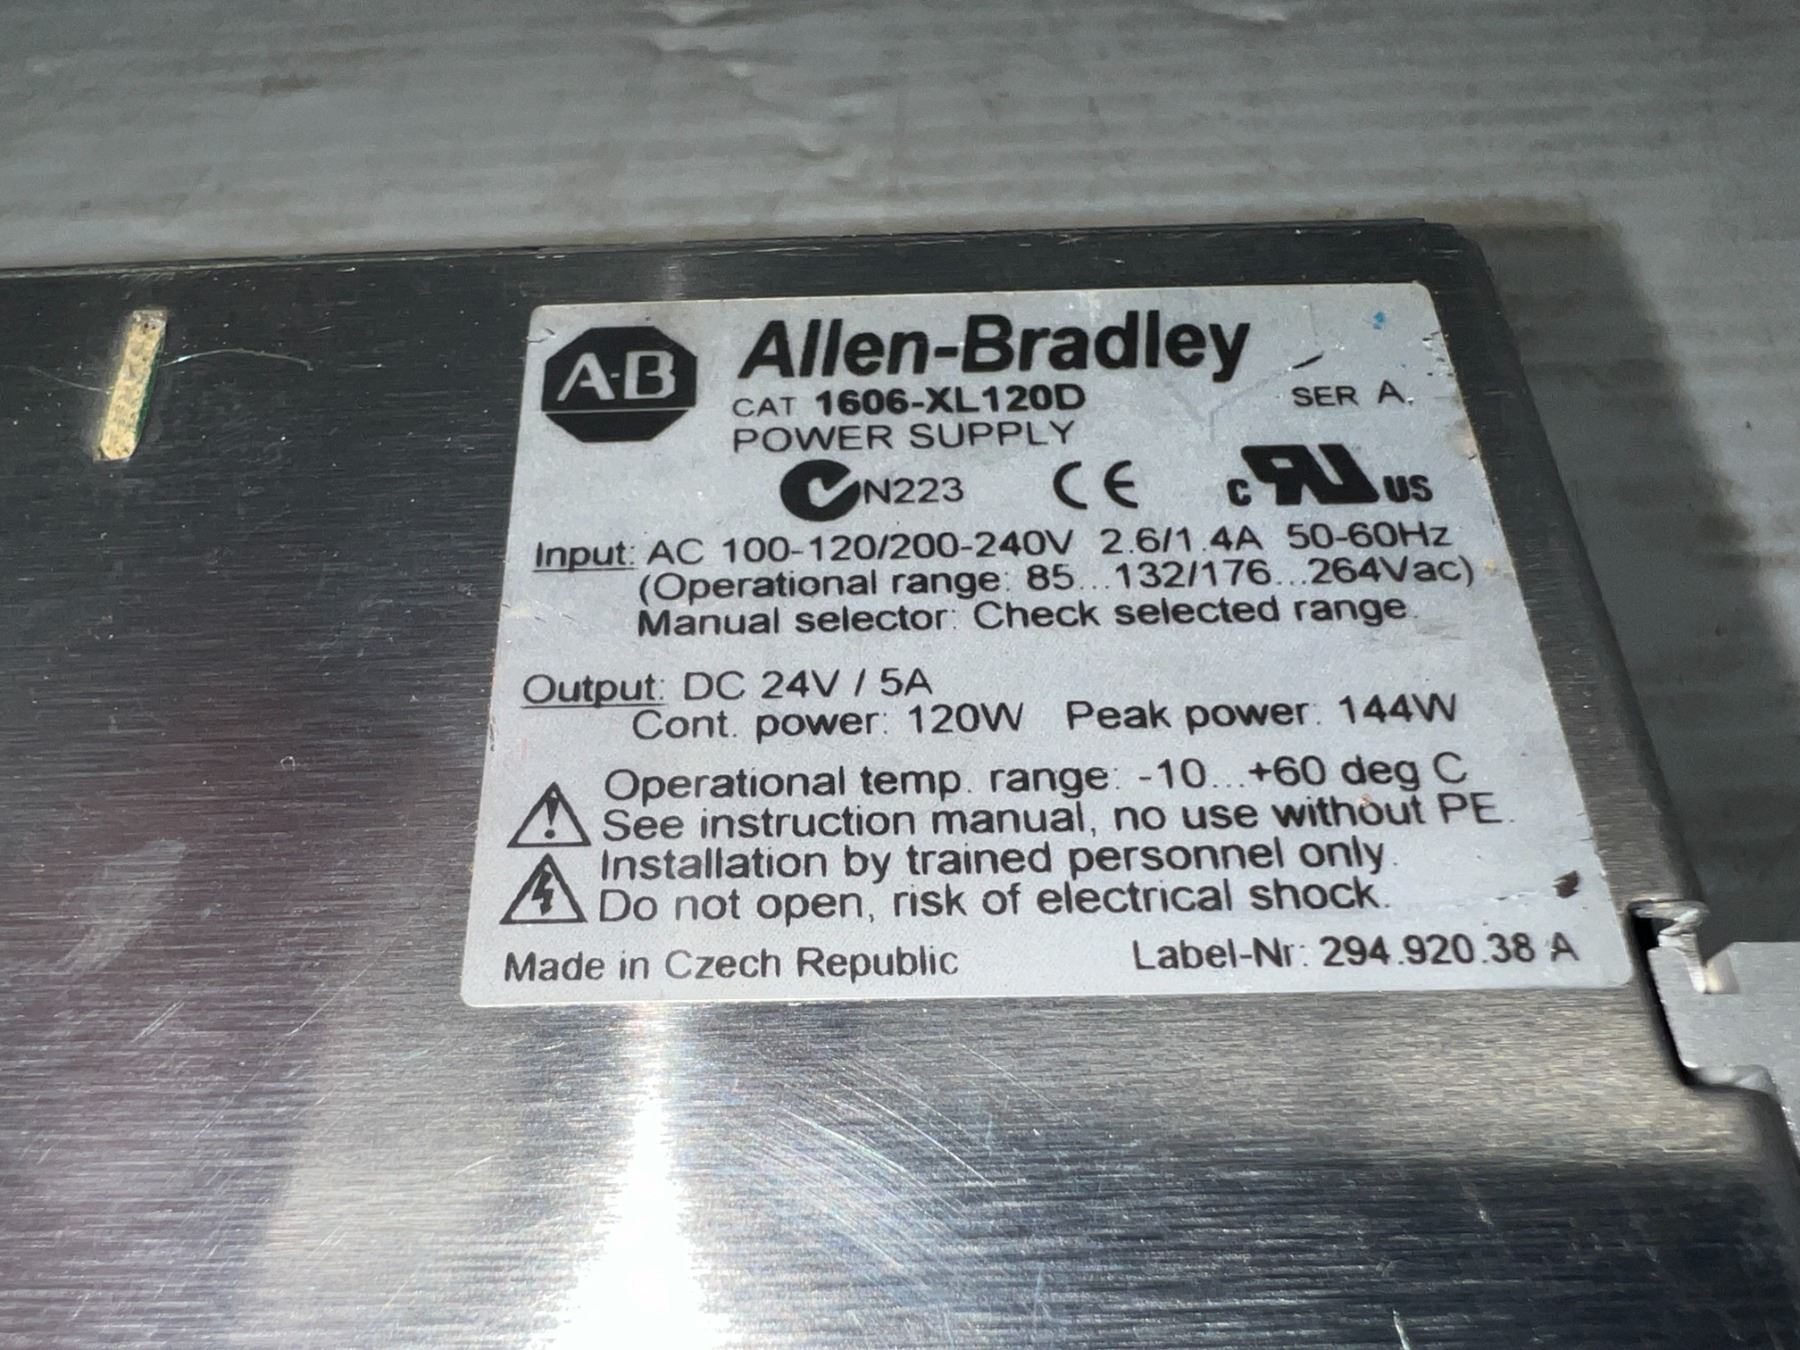 A-B Allen-Bradley
CAT 1606-XL120D SER A.
POWER SUPPLY
N223 CE c RU US
Input: AC 100-120/200-240V 2.6/1.4A 50-60Hz
(Operational range: 85...132/176...264Vac)
Manual selector: Check selected range.
Output: DC 24V / 5A
Cont. power: 120W Peak power: 144W
Operational temp. range: -10...+60 deg C
See instruction manual, no use without PE.
Installation by trained personnel only.
Do not open, risk of electrical shock.
Made in Czech Republic Label-Nr: 294.920.38 A